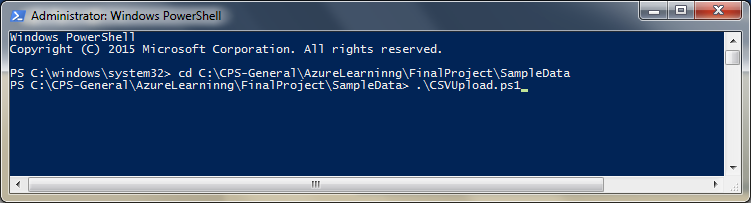 Administrator: Windows PowerShell
Windows PowerShell
Copyright (C) 2015 Microsoft Corporation. All rights reserved.
PS C:\windows\system32> cd C:\CPS-General\AzureLearninng\FinalProject\SampleData
PS C:\CPS-General\AzureLearninng\FinalProject\SampleData> .\CSVUpload.ps1